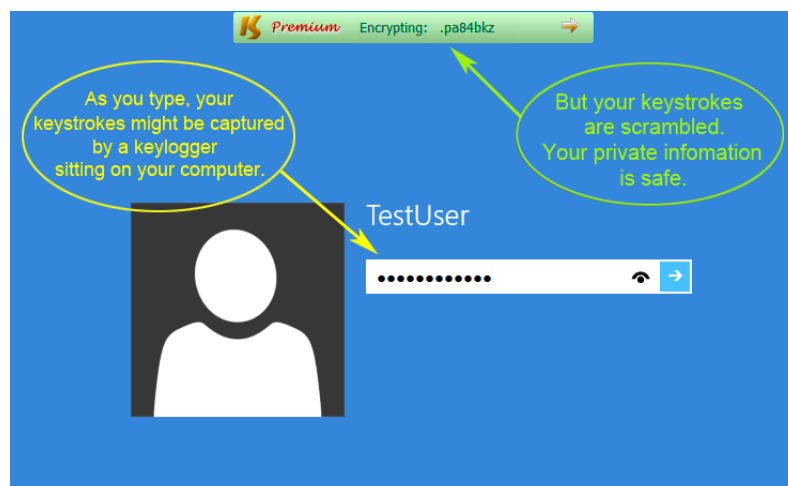 Premium Encrypting: .pa84bkz
As you type, your
keystrokes might be captured
by a keylogger
sitting on your computer.
But your keystrokes
are scrambled.
Your private infomation
is safe.
TestUser